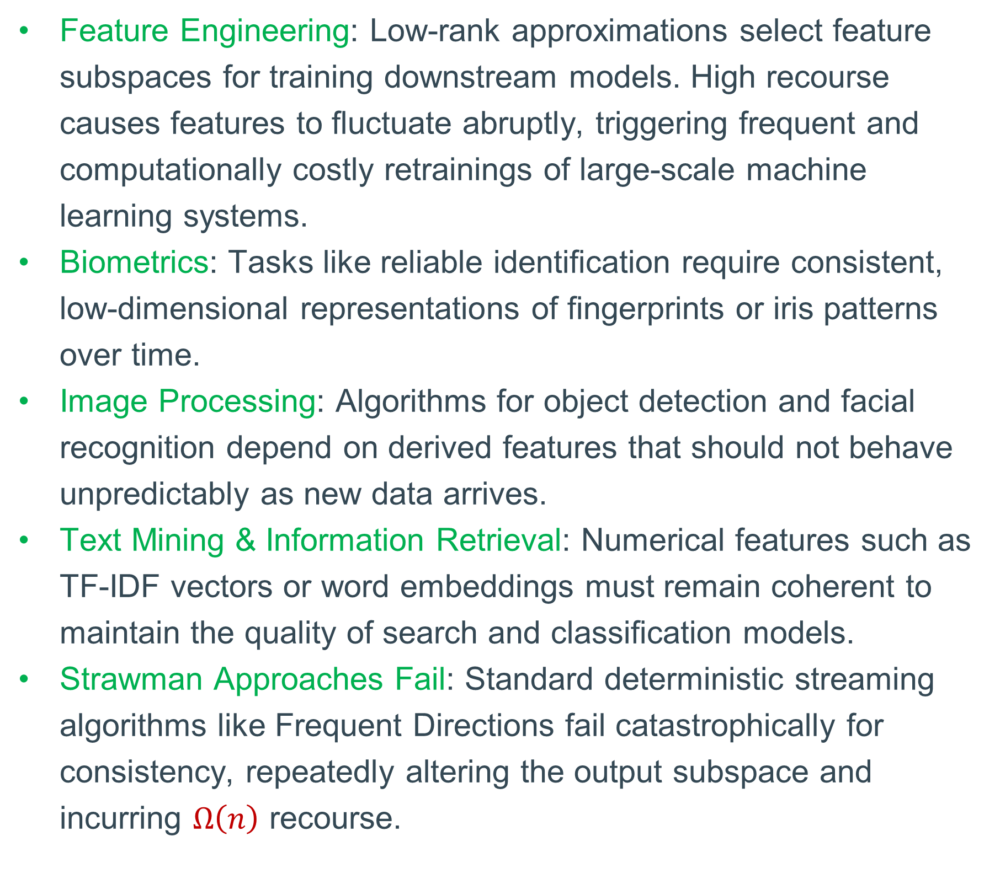 • Feature Engineering: Low-rank approximations select feature
subspaces for training downstream models. High recourse
causes features to fluctuate abruptly, triggering frequent and
computationally costly retrainings of large-scale machine
learning systems.
• Biometrics: Tasks like reliable identification require consistent,
low-dimensional representations of fingerprints or iris patterns
over time.
• Image Processing: Algorithms for object detection and facial
recognition depend on derived features that should not behave
unpredictably as new data arrives.
• Text Mining & Information Retrieval: Numerical features such as
TF-IDF vectors or word embeddings must remain coherent to
maintain the quality of search and classification models.
• Strawman Approaches Fail: Standard deterministic streaming
algorithms like Frequent Directions fail catastrophically for
consistency, repeatedly altering the output subspace and
incurring Ω(𝑛) recourse.